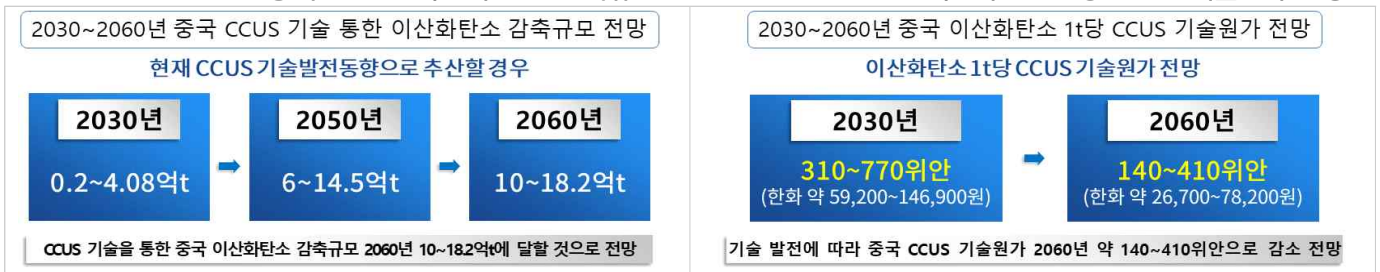 2030~2060년 중국 CCUS 기술 통한 이산화탄소 감축규모 전망
현재 CCUS 기술발전동향으로 추산할 경우
2030년
0.2~4.08억t
2050년
6~14.5억t
2060년
10~18.2억t
CCUS 기술을 통한 중국 이산화탄소 감축규모 2060년 10~18.2억t에 달할 것으로 전망
2030~2060년 중국 이산화탄소 1t당 CCUS 기술원가 전망
이산화탄소 1t당 CCUS 기술원가 전망
2030년
310~770위안
(한화 약 59,200~146,900원)
2060년
140~410위안
(한화 약 26,700~78,200원)
기술 발전에 따라 중국 CCUS 기술원가 2060년 약 140~410위안으로 감소 전망